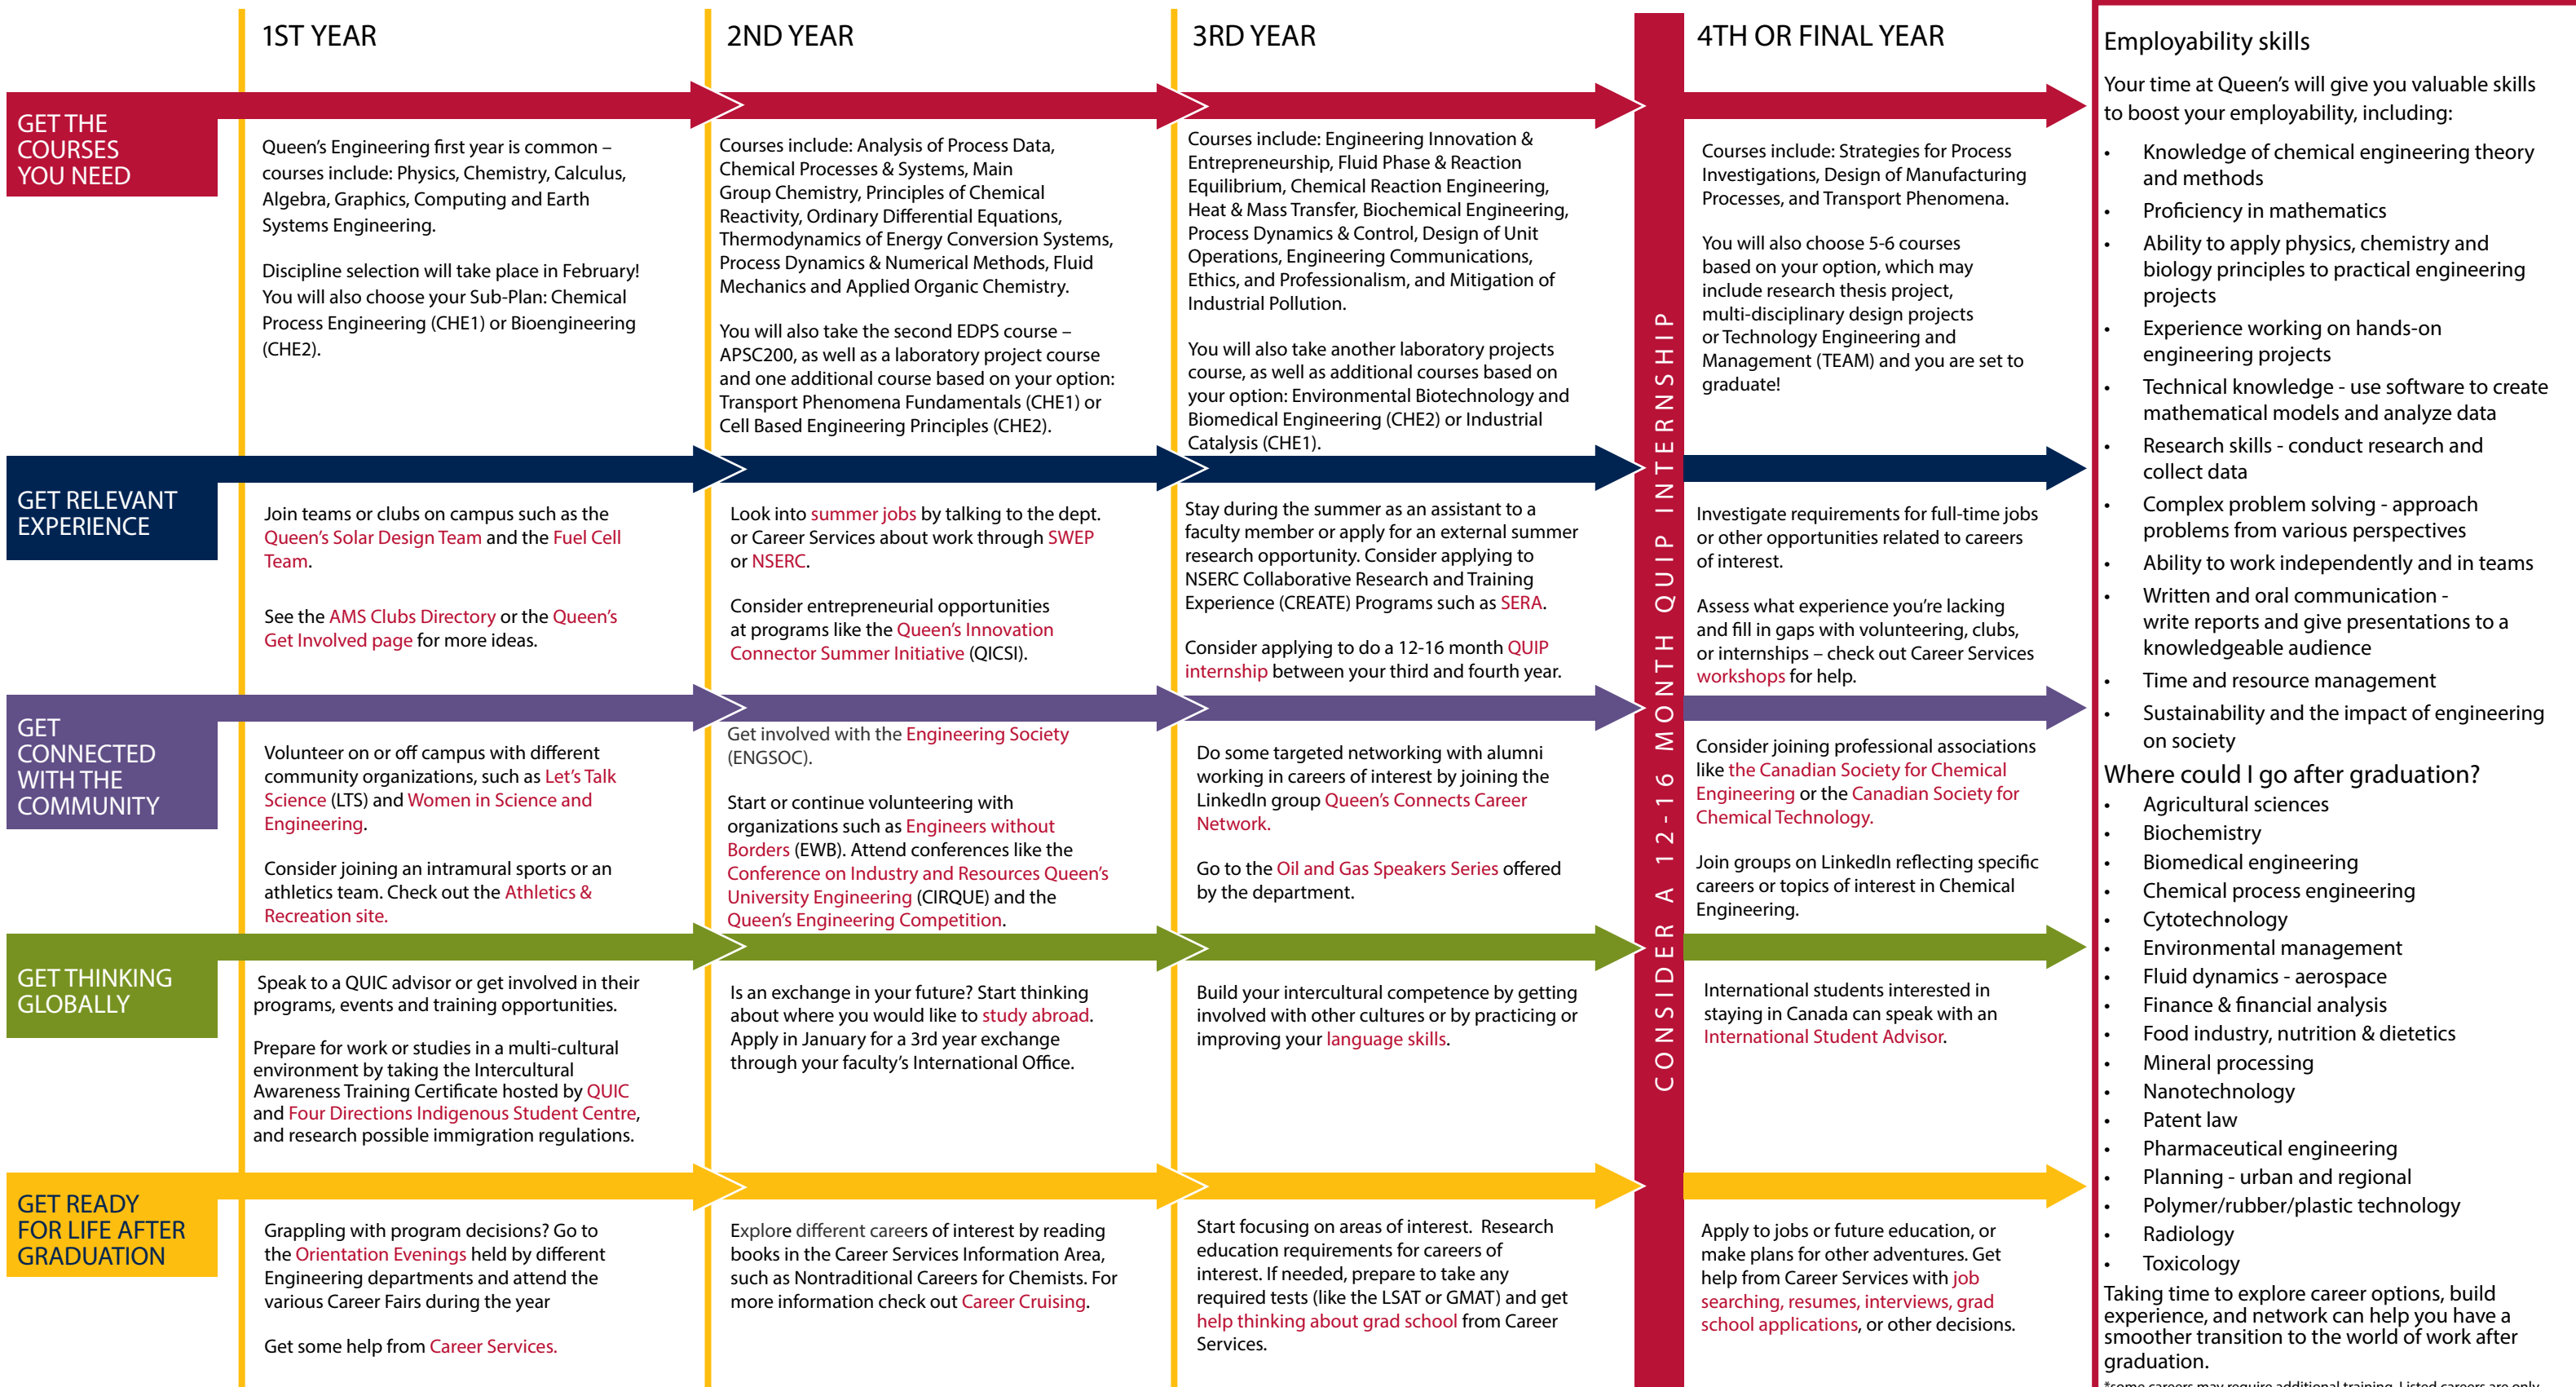 1ST YEAR
2ND YEAR
3RD YEAR
4TH OR FINAL YEAR
GET THE
COURSES
YOU NEED
Queen's Engineering first year is common –
courses include: Physics, Chemistry, Calculus,
Algebra, Graphics, Computing and Earth
Systems Engineering.
Discipline selection will take place in February!
You will also choose your Sub-Plan: Chemical
Process Engineering (CHE1) or Bioengineering
(CHE2).
Courses include: Analysis of Process Data,
Chemical Processes & Systems, Main
Group Chemistry, Principles of Chemical
Reactivity, Ordinary Differential Equations,
Thermodynamics of Energy Conversion Systems,
Process Dynamics & Numerical Methods, Fluid
Mechanics and Applied Organic Chemistry.
You will also take the second EDPS course –
APSC200, as well as a laboratory project course
and one additional course based on your option:
Transport Phenomena Fundamentals (CHE1) or
Cell Based Engineering Principles (CHE2).
Courses include: Engineering Innovation &
Entrepreneurship, Fluid Phase & Reaction
Equilibrium, Chemical Reaction Engineering,
Heat & Mass Transfer, Biochemical Engineering,
Process Dynamics & Control, Design of Unit
Operations, Engineering Communications,
Ethics, and Professionalism, and Mitigation of
Industrial Pollution.
You will also take another laboratory projects
course, as well as additional courses based on
your option: Environmental Biotechnology and
Biomedical Engineering (CHE2) or Industrial
Catalysis (CHE1).
Courses include: Strategies for Process
Investigations, Design of Manufacturing
Processes, and Transport Phenomena.
You will also choose 5-6 courses
based on your option, which may
include research thesis project,
multi-disciplinary design projects
or Technology Engineering and
Management (TEAM) and you are set to
graduate!
GET RELEVANT
EXPERIENCE
Join teams or clubs on campus such as the
Queen's Solar Design Team and the Fuel Cell
Team.
See the AMS Clubs Directory or the Queen's
Get Involved page for more ideas.
Look into summer jobs by talking to the dept.
or Career Services about work through SWEP
or NSERC.
Consider entrepreneurial opportunities
at programs like the Queen's Innovation
Connector Summer Initiative (QICSI).
Stay during the summer as an assistant to a
faculty member or apply for an external summer
research opportunity. Consider applying to
NSERC Collaborative Research and Training
Experience (CREATE) Programs such as SERA.
Consider applying to do a 12-16 month QUIP
internship between your third and fourth year.
Investigate requirements for full-time jobs
or other opportunities related to careers
of interest.
Assess what experience you're lacking
and fill in gaps with volunteering, clubs,
or internships – check out Career Services
workshops for help.
GET
CONNECTED
WITH THE
COMMUNITY
Volunteer on or off campus with different
community organizations, such as Let's Talk
Science (LTS) and Women in Science and
Engineering.
Consider joining an intramural sports or an
athletics team. Check out the Athletics &
Recreation site.
Get involved with the Engineering Society
(ENGSOC).
Start or continue volunteering with
organizations such as Engineers without
Borders (EWB). Attend conferences like the
Conference on Industry and Resources Queen's
University Engineering (CIRQUE) and the
Queen's Engineering Competition.
Do some targeted networking with alumni
working in careers of interest by joining the
LinkedIn group Queen's Connects Career
Network.
Go to the Oil and Gas Speakers Series offered
by the department.
Consider joining professional associations
like the Canadian Society for Chemical
Engineering or the Canadian Society for
Chemical Technology.
Join groups on LinkedIn reflecting specific
careers or topics of interest in Chemical
Engineering.
GET THINKING
GLOBALLY
Speak to a QUIC advisor or get involved in their
programs, events and training opportunities.
Prepare for work or studies in a multi-cultural
environment by taking the Intercultural
Awareness Training Certificate hosted by QUIC
and Four Directions Indigenous Student Centre,
and research possible immigration regulations.
Is an exchange in your future? Start thinking
about where you would like to study abroad.
Apply in January for a 3rd year exchange
through your faculty's International Office.
Build your intercultural competence by getting
involved with other cultures or by practicing or
improving your language skills.
International students interested in
staying in Canada can speak with an
International Student Advisor.
GET READY
FOR LIFE AFTER
GRADUATION
Grappling with program decisions? Go to
the Orientation Evenings held by different
Engineering departments and attend the
various Career Fairs during the year
Get some help from Career Services.
Explore different careers of interest by reading
books in the Career Services Information Area,
such as Nontraditional Careers for Chemists. For
more information check out Career Cruising.
Start focusing on areas of interest. Research
education requirements for careers of
interest. If needed, prepare to take any
required tests (like the LSAT or GMAT) and get
help thinking about grad school from Career
Services.
Apply to jobs or future education, or
make plans for other adventures. Get
help from Career Services with job
searching, resumes, interviews, grad
school applications, or other decisions.
CONSIDER A 12-16 MONTH QUIP INTERNSHIP
Employability skills
Your time at Queen's will give you valuable skills
to boost your employability, including:
• Knowledge of chemical engineering theory
and methods
• Proficiency in mathematics
• Ability to apply physics, chemistry and
biology principles to practical engineering
projects
• Experience working on hands-on
engineering projects
• Technical knowledge - use software to create
mathematical models and analyze data
• Research skills - conduct research and
collect data
• Complex problem solving - approach
problems from various perspectives
• Ability to work independently and in teams
• Written and oral communication -
write reports and give presentations to a
knowledgeable audience
• Time and resource management
• Sustainability and the impact of engineering
on society
Where could I go after graduation?
• Agricultural sciences
• Biochemistry
• Biomedical engineering
• Chemical process engineering
• Cytotechnology
• Environmental management
• Fluid dynamics - aerospace
• Finance & financial analysis
• Food industry, nutrition & dietetics
• Mineral processing
• Nanotechnology
• Patent law
• Pharmaceutical engineering
• Planning - urban and regional
• Polymer/rubber/plastic technology
• Radiology
• Toxicology
Taking time to explore career options, build
experience, and network can help you have a
smoother transition to the world of work after
graduation.
*some careers may require additional training. Listed careers are only